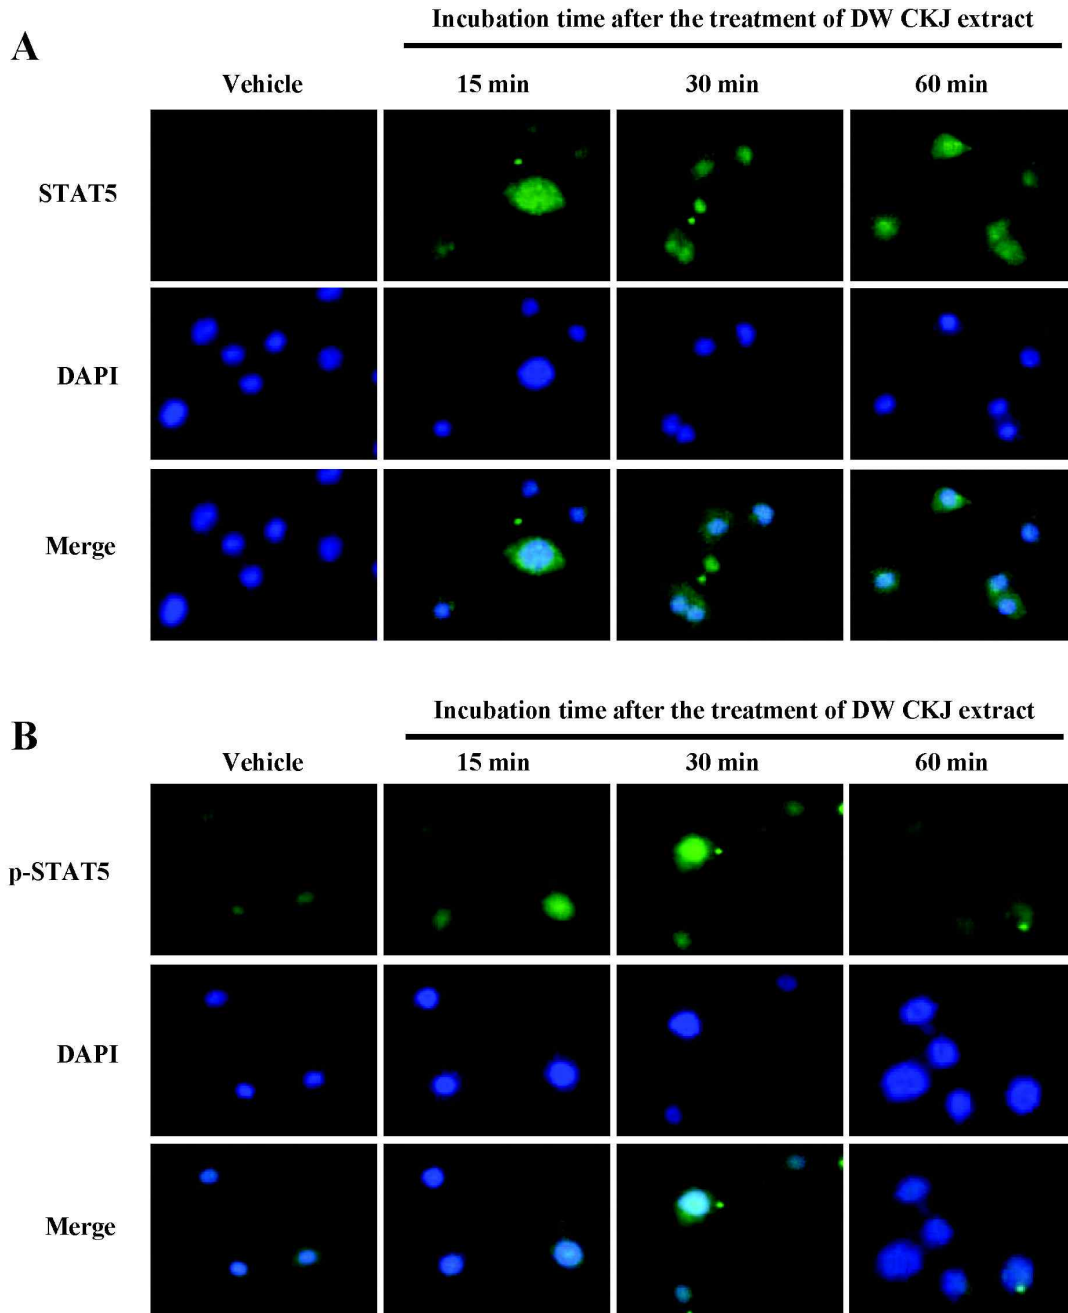 Incubation time after the treatment of DW CKJ extract
A
Vehicle 15 min 30 min 60 min
STAT5
DAPI
Merge
Incubation time after the treatment of DW CKJ extract
B
Vehicle 15 min 30 min 60 min
p-STAT5
DAPI
Merge